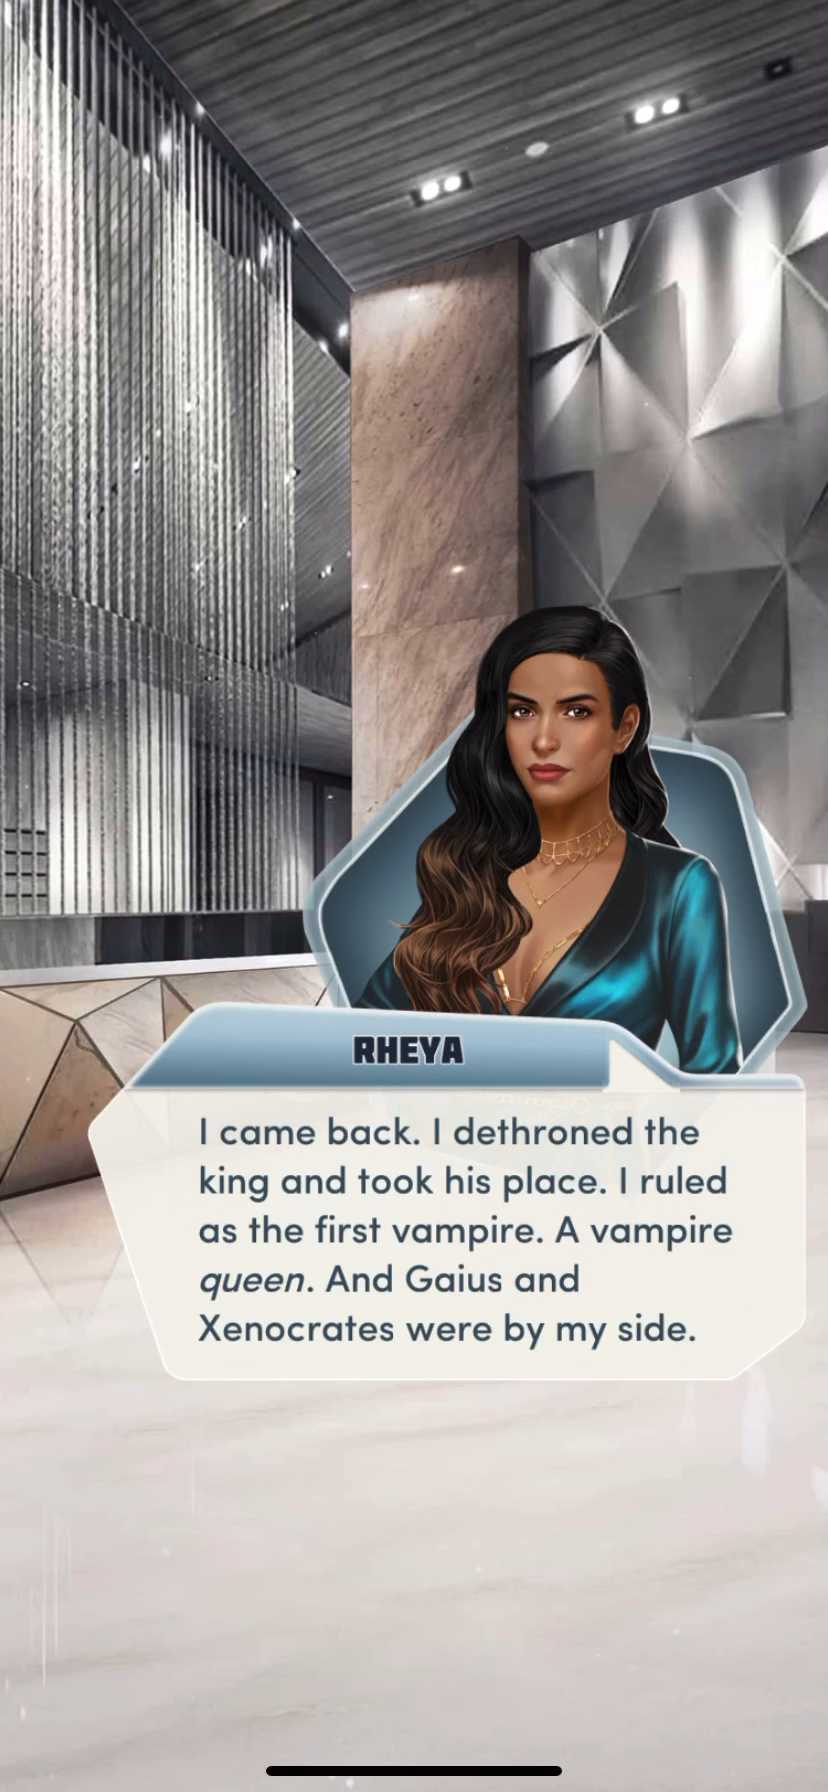 RHEYA
I came back. I dethroned the
king and took his place. I ruled
as the first vampire. A vampire
queen. And Gaius and
Xenocrates were by my side.